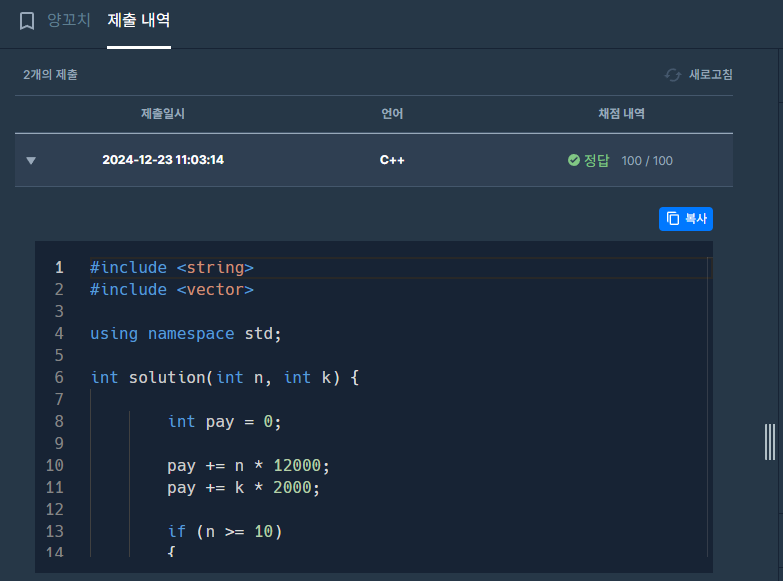 양꼬치 제출 내역
2개의 제출 새로고침
제출일시 언어 채점 내역
2024-12-23 11:03:14 C++ 정답 100 / 100
복사
1 #include <string>
2 #include <vector>
3
4 using namespace std;
5
6 int solution(int n, int k) {
7
8 int pay = 0;
9
10 pay += n * 12000;
11 pay += k * 2000;
12
13 if (n >= 10)
14 {